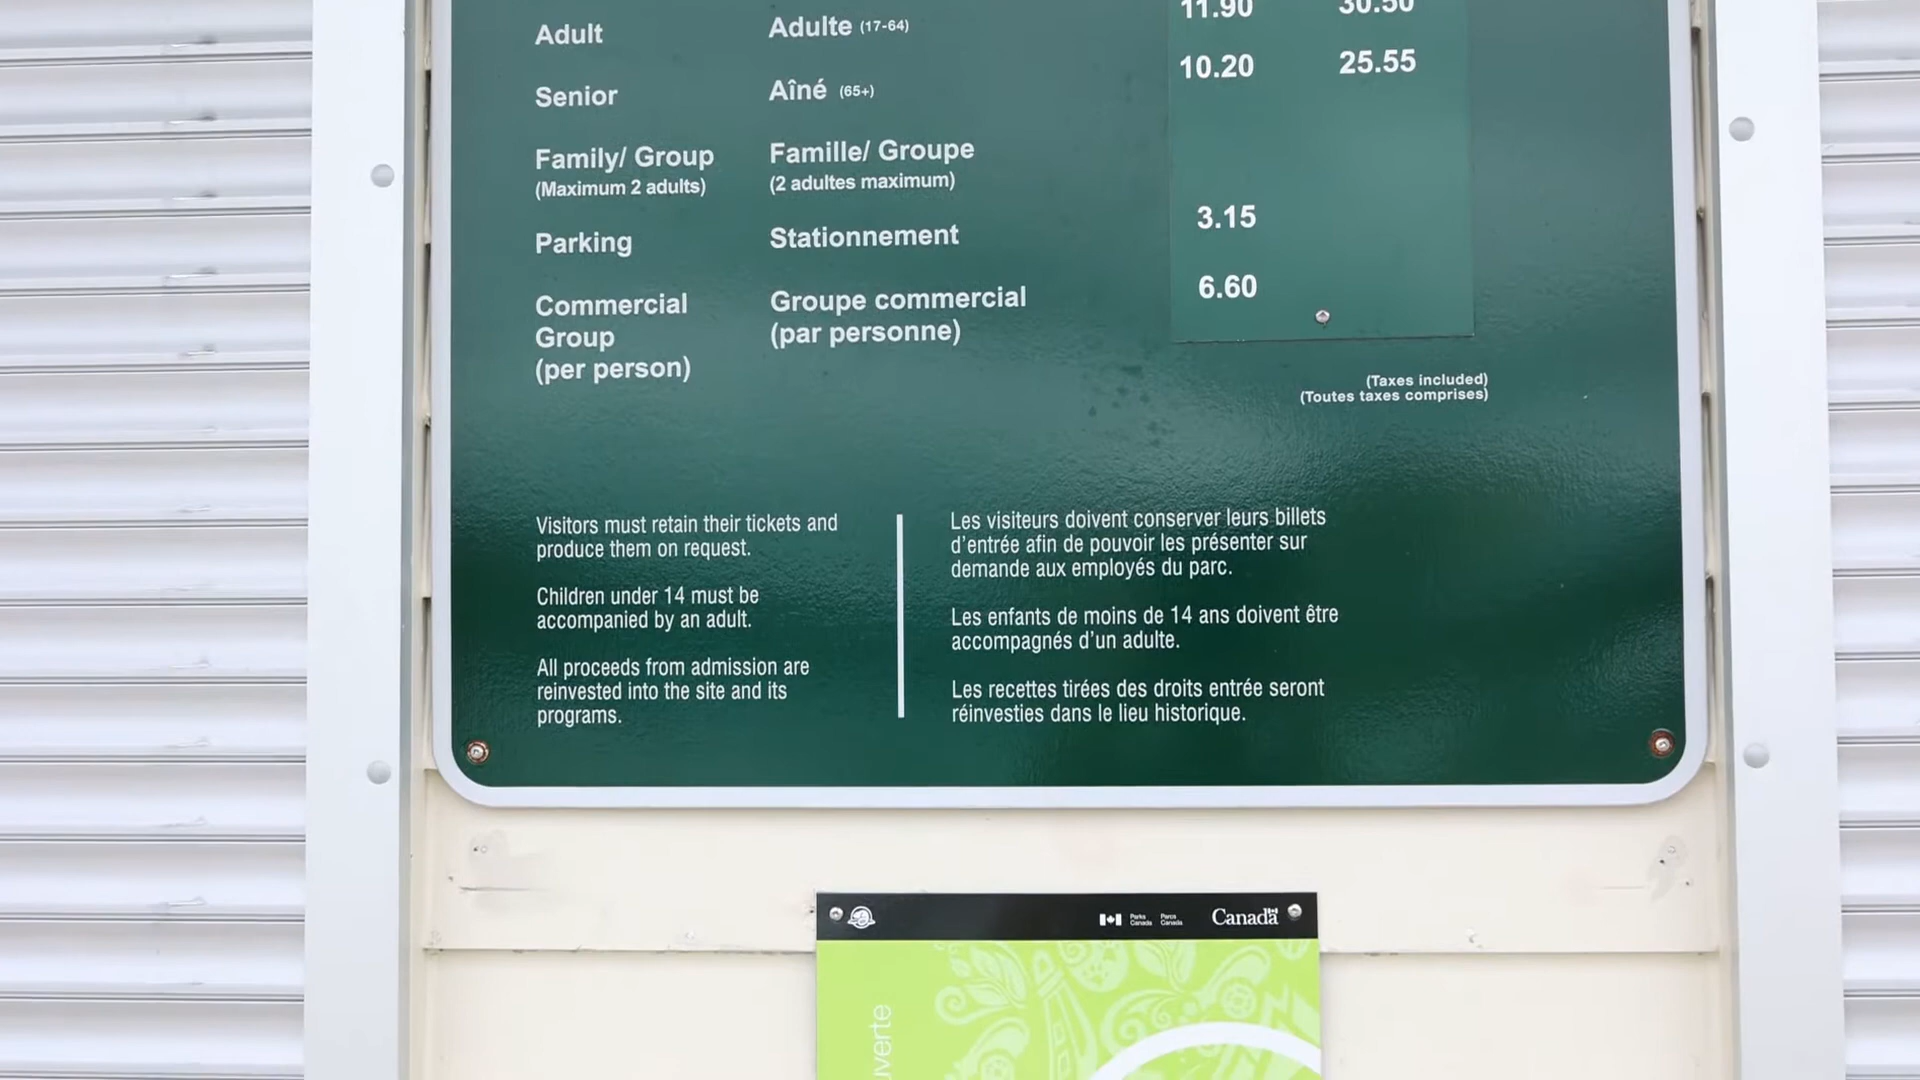 Adult Adulte (17-64) 11.90 30.50
Senior Aîné (65+) 10.20 25.55
Family/ Group Famille/ Groupe
(Maximum 2 adults) (2 adultes maximum)
Parking Stationnement 3.15
Commercial Groupe commercial 6.60
Group (par personne)
(per person)
(Taxes included)
(Toutes taxes comprises)
Visitors must retain their tickets and
produce them on request.
Children under 14 must be
accompanied by an adult.
All proceeds from admission are
reinvested into the site and its
programs.
Les visiteurs doivent conserver leurs billets
d'entrée afin de pouvoir les présenter sur
demande aux employés du parc.
Les enfants de moins de 14 ans doivent être
accompagnés d'un adulte.
Les recettes tirées des droits entrée seront
réinvesties dans le lieu historique.
Parks Parcs
Canada Canada
Canada